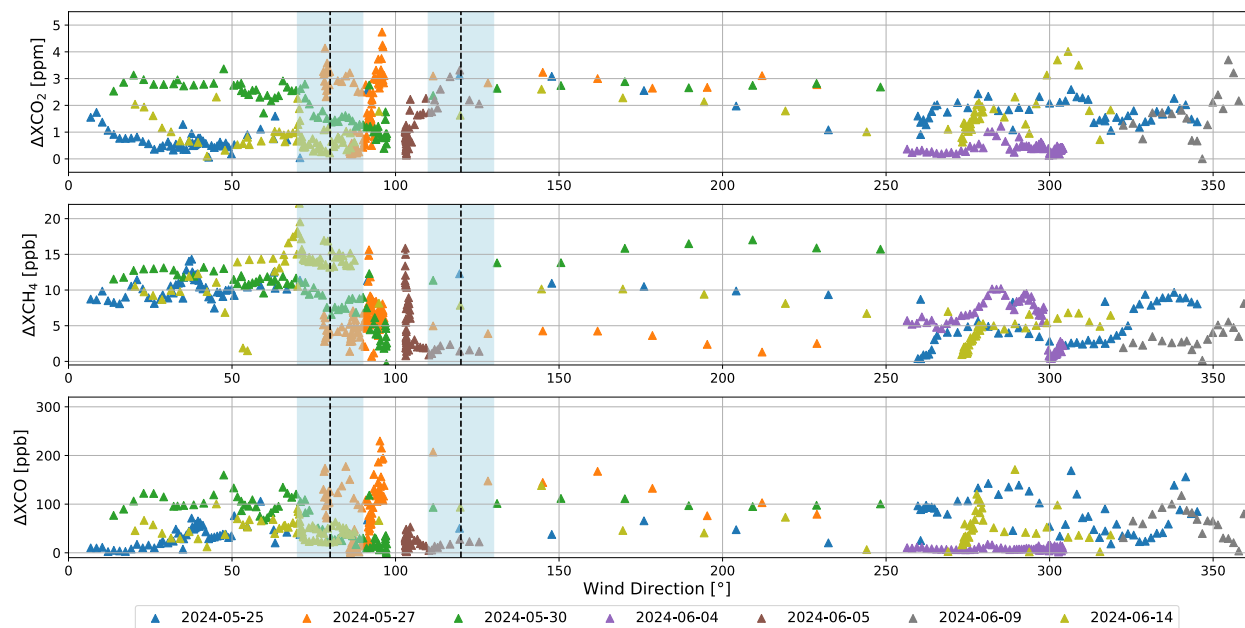 ΔXCO₂ [ppm]
5
4
3
2
1
0
0 50 100 150 200 250 300 350
ΔXCH₄ [ppb]
20
15
10
5
0
0 50 100 150 200 250 300 350
ΔXCO [ppb]
300
200
100
0
0 50 100 150 200 250 300 350
Wind Direction [°]
2024-05-25 2024-05-27 2024-05-30 2024-06-04 2024-06-05 2024-06-09 2024-06-14